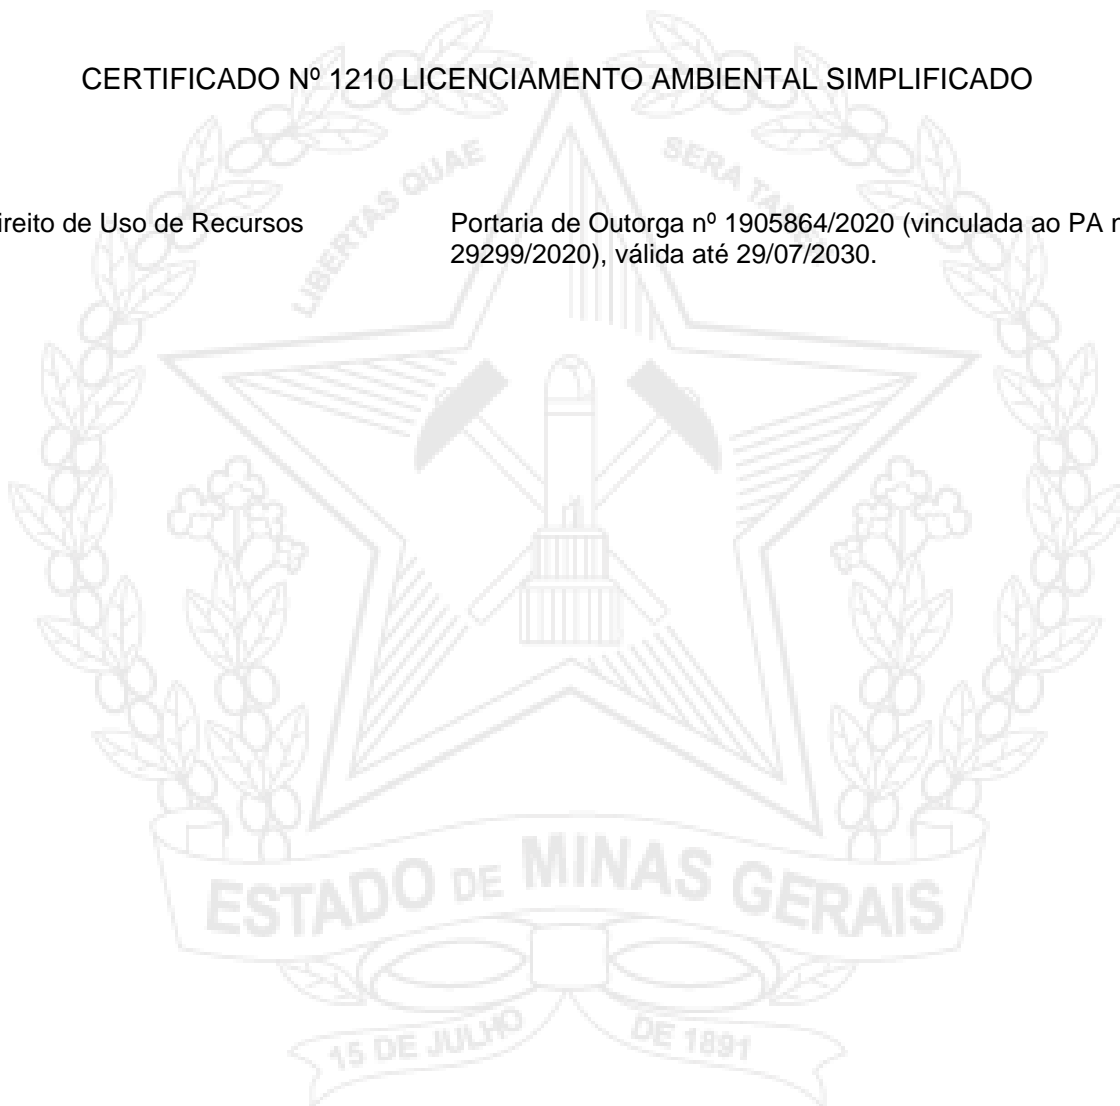 CERTIFICADO Nº 1210 LICENCIAMENTO AMBIENTAL SIMPLIFICADO
LIBERTAS QUAE SERA TAMEN
ireito de Uso de Recursos
Portaria de Outorga nº 1905864/2020 (vinculada ao PA n
29299/2020), válida até 29/07/2030.
ESTADO DE MINAS GERAIS
15 DE JULHO DE 1891